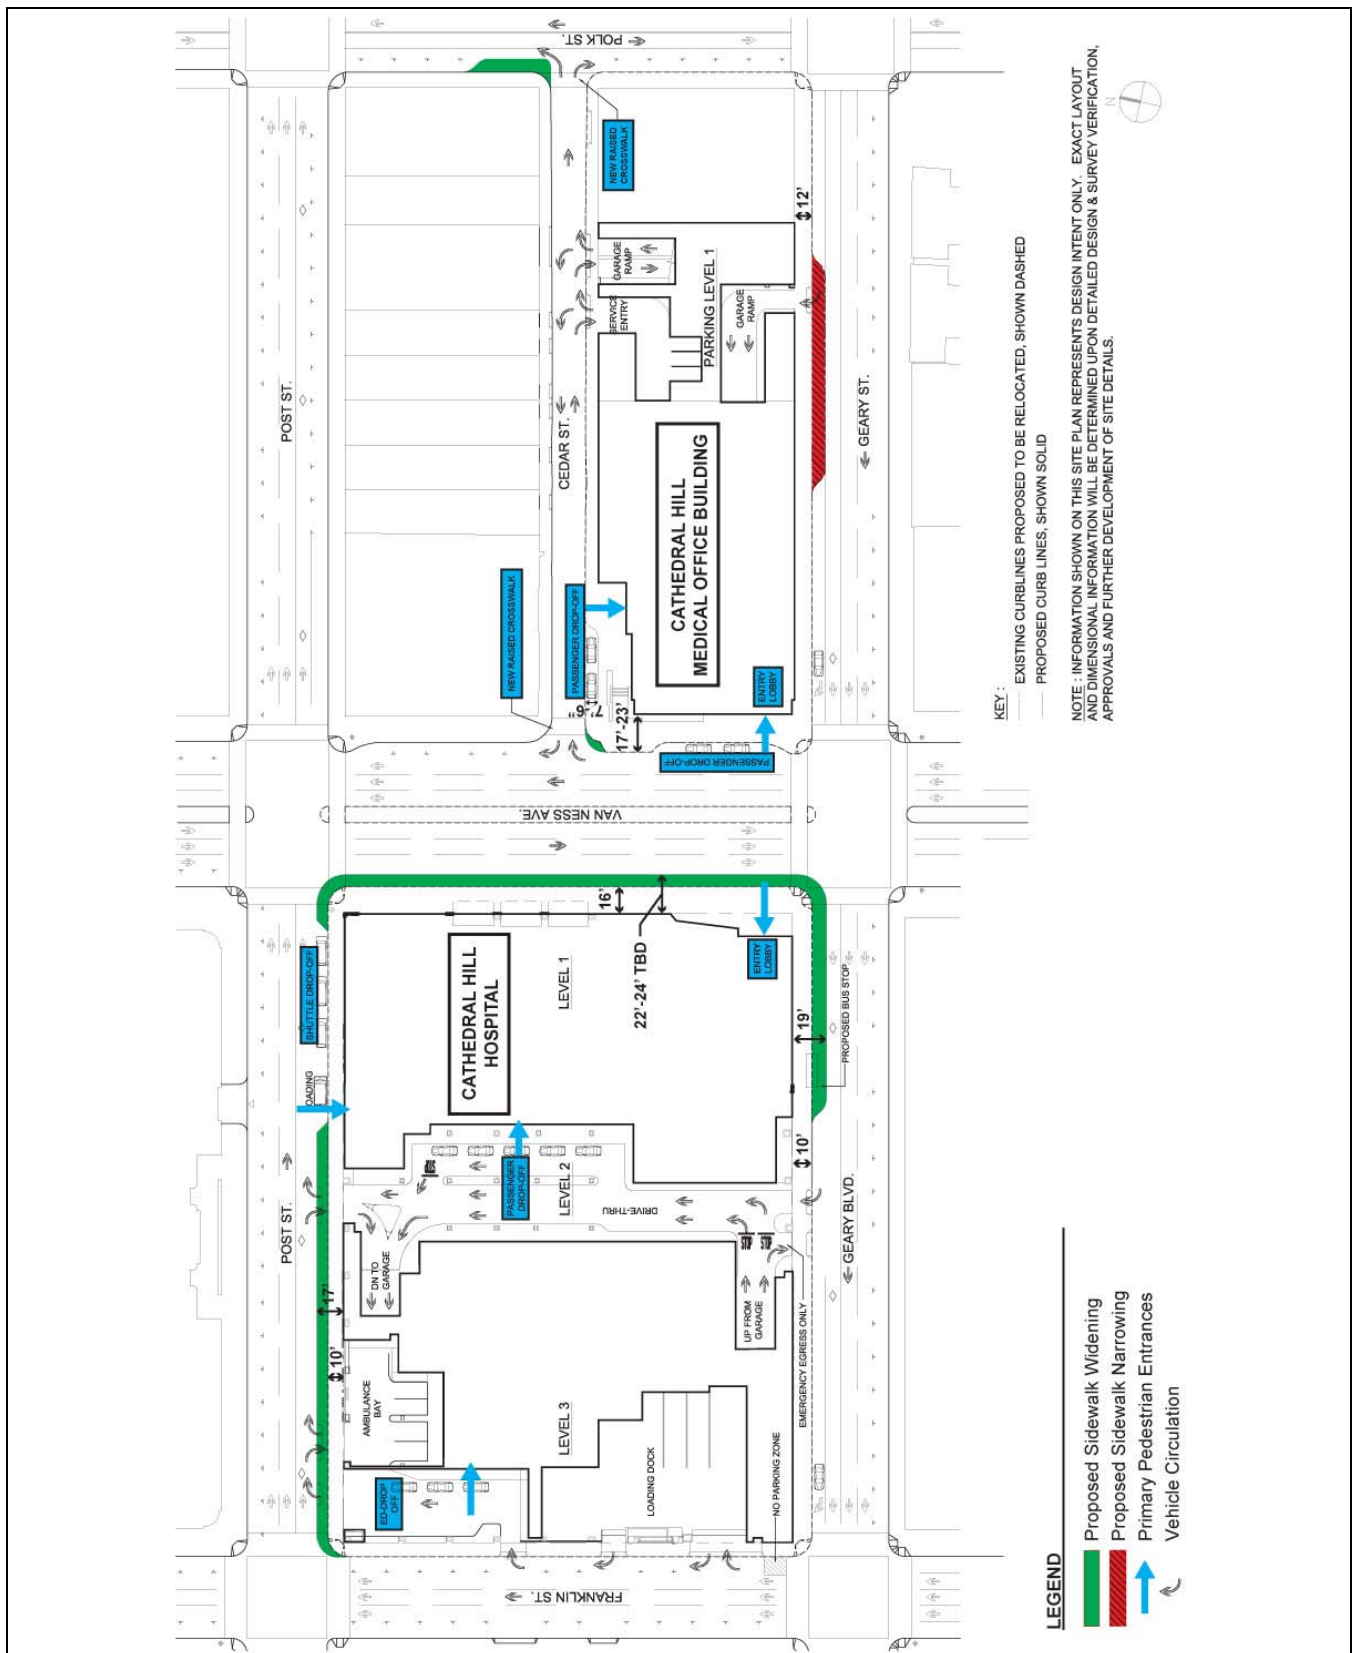 POLK ST.
POST ST.
CEDAR ST.
GEARY ST.
NEW RAISED
CROSSWALK
GARAGE
RAMP
SERVICE
ENTRY
PARKING LEVEL 1
GARAGE
RAMP
12'
CATHEDRAL HILL
MEDICAL OFFICE BUILDING
NEW RAISED CROSSWALK
PASSENGER DROP-OFF
7'-6"
17'-23'
ENTRY
LOBBY
PASSENGER DROP-OFF
VAN NESS AVE.
N
KEY :
EXISTING CURBLINES PROPOSED TO BE RELOCATED, SHOWN DASHED
PROPOSED CURB LINES, SHOWN SOLID
NOTE : INFORMATION SHOWN ON THIS SITE PLAN REPRESENTS DESIGN INTENT ONLY. EXACT LAYOUT
AND DIMENSIONAL INFORMATION WILL BE DETERMINED UPON DETAILED DESIGN & SURVEY VERIFICATION,
APPROVALS AND FURTHER DEVELOPMENT OF SITE DETAILS.
SHUTTLE DROP-OFF
OADING
CATHEDRAL HILL
HOSPITAL
LEVEL 1
16'
22'-24' TBD
ENTRY
LOBBY
19'
PROPOSED BUS STOP
10'
POST ST.
PASSENGER
DROP-OFF
LEVEL 2
DRIVE-THRU
BUS
DN TO
GARAGE
STOP
STOP
UP FROM
GARAGE
EMERGENCY EGRESS ONLY
GEARY BLVD.
17'
10'
AMBULANCE
BAY
LEVEL 3
LOADING DOCK
NO PARKING ZONE
ED-DROP
OFF
FRANKLIN ST.
LEGEND
Proposed Sidewalk Widening
Proposed Sidewalk Narrowing
Primary Pedestrian Entrances
Vehicle Circulation